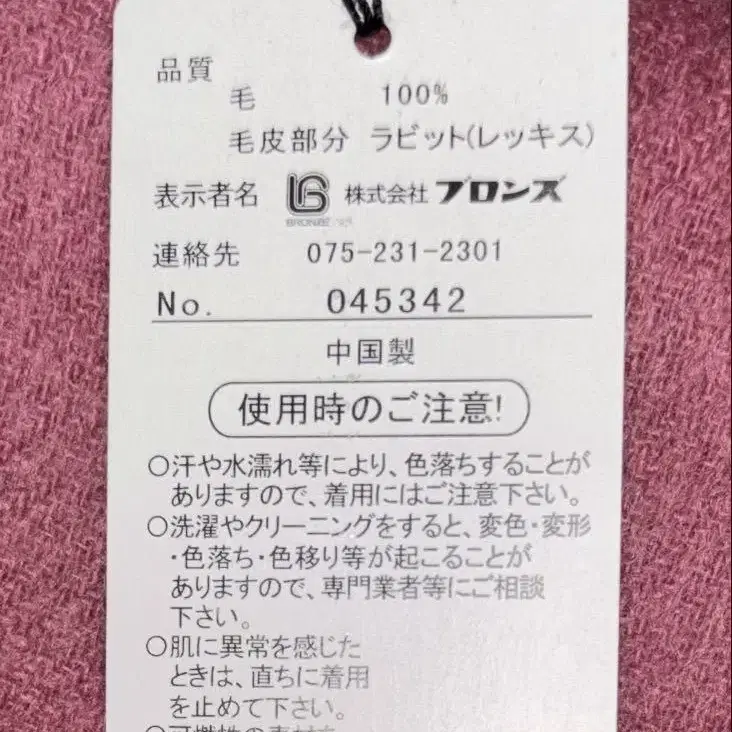 品質
毛 100%
毛皮部分 ラビット(レッキス)
表示者名 BRONZE 株式会社 ブロンズ
連絡先 075-231-2301
No. 045342
中国製
使用時のご注意!
○汗や水濡れ等により、色落ちすることが
ありますので、着用にはご注意下さい。
○洗濯やクリーニングをすると、変色・変形
・色落ち・色移り等が起こることが
ありますので、専門業者等にご相談
下さい。
○肌に異常を感じた
ときは、直ちに着用
を止めて下さい。